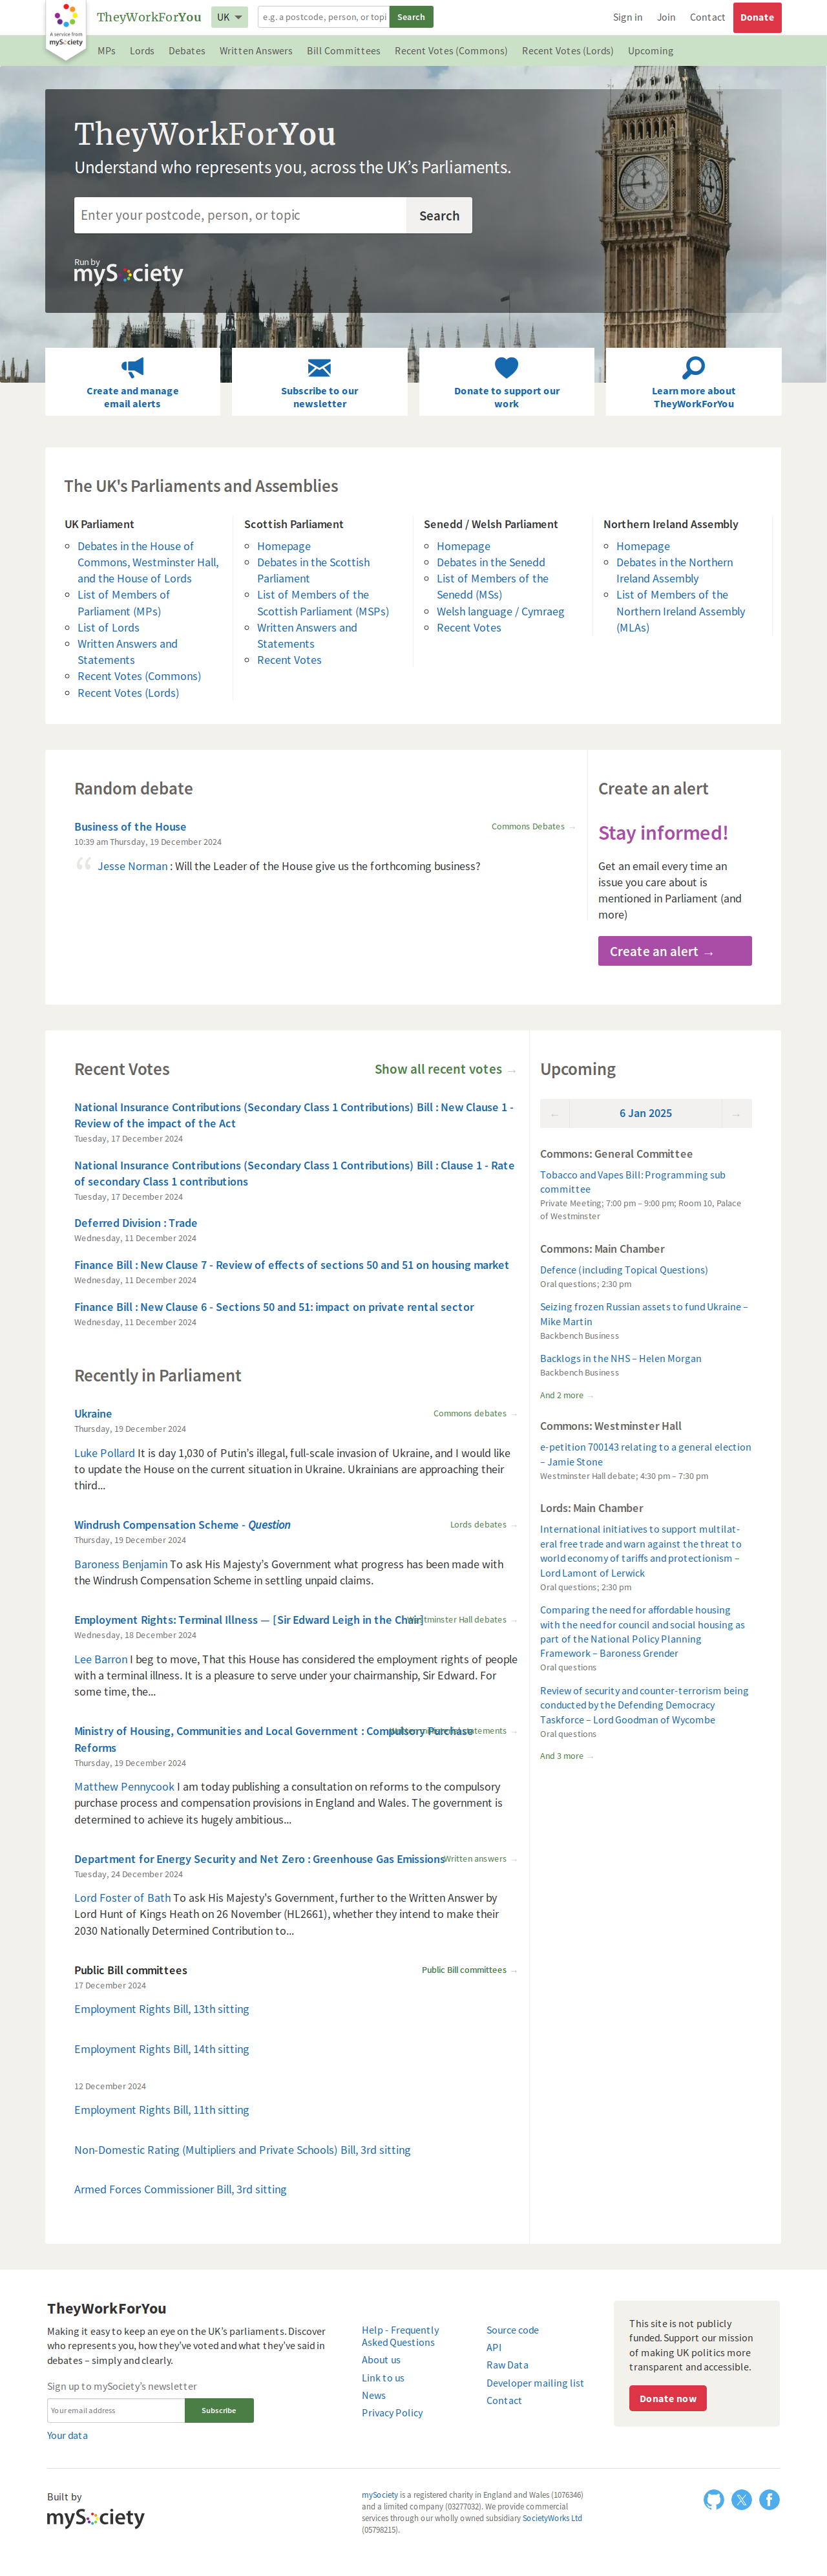 A service from
mySociety
TheyWorkForYou
UK
e.g. a postcode, person, or topi
Search
Sign in
Join
Contact
Donate
MPs
Lords
Debates
Written Answers
Bill Committees
Recent Votes (Commons)
Recent Votes (Lords)
Upcoming
TheyWorkForYou
Understand who represents you, across the UK’s Parliaments.
Enter your postcode, person, or topic
Search
Run by
mySociety
Create and manage
email alerts
Subscribe to our
newsletter
Donate to support our
work
Learn more about
TheyWorkForYou
The UK's Parliaments and Assemblies
UK Parliament
Debates in the House of
Commons, Westminster Hall,
and the House of Lords
List of Members of
Parliament (MPs)
List of Lords
Written Answers and
Statements
Recent Votes (Commons)
Recent Votes (Lords)
Scottish Parliament
Homepage
Debates in the Scottish
Parliament
List of Members of the
Scottish Parliament (MSPs)
Written Answers and
Statements
Recent Votes
Senedd / Welsh Parliament
Homepage
Debates in the Senedd
List of Members of the
Senedd (MSs)
Welsh language / Cymraeg
Recent Votes
Northern Ireland Assembly
Homepage
Debates in the Northern
Ireland Assembly
List of Members of the
Northern Ireland Assembly
(MLAs)
Random debate
Business of the House
Commons Debates →
10:39 am Thursday, 19 December 2024
“ Jesse Norman : Will the Leader of the House give us the forthcoming business?
Create an alert
Stay informed!
Get an email every time an
issue you care about is
mentioned in Parliament (and
more)
Create an alert →
Recent Votes
Show all recent votes →
National Insurance Contributions (Secondary Class 1 Contributions) Bill : New Clause 1 -
Review of the impact of the Act
Tuesday, 17 December 2024
National Insurance Contributions (Secondary Class 1 Contributions) Bill : Clause 1 - Rate
of secondary Class 1 contributions
Tuesday, 17 December 2024
Deferred Division : Trade
Wednesday, 11 December 2024
Finance Bill : New Clause 7 - Review of effects of sections 50 and 51 on housing market
Wednesday, 11 December 2024
Finance Bill : New Clause 6 - Sections 50 and 51: impact on private rental sector
Wednesday, 11 December 2024
Recently in Parliament
Ukraine
Commons debates →
Thursday, 19 December 2024
Luke Pollard It is day 1,030 of Putin’s illegal, full-scale invasion of Ukraine, and I would like
to update the House on the current situation in Ukraine. Ukrainians are approaching their
third...
Windrush Compensation Scheme - Question
Lords debates →
Thursday, 19 December 2024
Baroness Benjamin To ask His Majesty’s Government what progress has been made with
the Windrush Compensation Scheme in settling unpaid claims.
Employment Rights: Terminal Illness — [Sir Edward Leigh in the Chair]
Westminster Hall debates →
Wednesday, 18 December 2024
Lee Barron I beg to move, That this House has considered the employment rights of people
with a terminal illness. It is a pleasure to serve under your chairmanship, Sir Edward. For
some time, the...
Ministry of Housing, Communities and Local Government : Compulsory Purchase
Reforms
Thursday, 19 December 2024
Matthew Pennycook I am today publishing a consultation on reforms to the compulsory
purchase process and compensation provisions in England and Wales. The government is
determined to achieve its hugely ambitious...
Department for Energy Security and Net Zero : Greenhouse Gas Emissions
Written answers →
Tuesday, 24 December 2024
Lord Foster of Bath To ask His Majesty’s Government, further to the Written Answer by
Lord Hunt of Kings Heath on 26 November (HL2661), whether they intend to make their
2030 Nationally Determined Contribution to...
Public Bill committees
Public Bill committees →
17 December 2024
Employment Rights Bill, 13th sitting
Employment Rights Bill, 14th sitting
12 December 2024
Employment Rights Bill, 11th sitting
Non-Domestic Rating (Multipliers and Private Schools) Bill, 3rd sitting
Armed Forces Commissioner Bill, 3rd sitting
Upcoming
← 6 Jan 2025 →
Commons: General Committee
Tobacco and Vapes Bill: Programming sub
committee
Private Meeting; 7:00 pm – 9:00 pm; Room 10, Palace
of Westminster
Commons: Main Chamber
Defence (including Topical Questions)
Oral questions; 2:30 pm
Seizing frozen Russian assets to fund Ukraine –
Mike Martin
Backbench Business
Backlogs in the NHS – Helen Morgan
Backbench Business
And 2 more →
Commons: Westminster Hall
e-petition 700143 relating to a general election
– Jamie Stone
Westminster Hall debate; 4:30 pm – 7:30 pm
Lords: Main Chamber
International initiatives to support multilat-
eral free trade and warn against the threat to
world economy of tariffs and protectionism –
Lord Lamont of Lerwick
Oral questions; 2:30 pm
Comparing the need for affordable housing
with the need for council and social housing as
part of the National Policy Planning
Framework – Baroness Grender
Oral questions
Review of security and counter-terrorism being
conducted by the Defending Democracy
Taskforce – Lord Goodman of Wycombe
Oral questions
And 3 more →
TheyWorkForYou
Making it easy to keep an eye on the UK’s parliaments. Discover
who represents you, how they’ve voted and what they’ve said in
debates – simply and clearly.
Sign up to mySociety’s newsletter
Your email address
Subscribe
Your data
Help - Frequently
Asked Questions
About us
Link to us
News
Privacy Policy
Source code
API
Raw Data
Developer mailing list
Contact
This site is not publicly
funded. Support our mission
of making UK politics more
transparent and accessible.
Donate now
Built by
mySociety
mySociety is a registered charity in England and Wales (1076346)
and a limited company (03277032). We provide commercial
services through our wholly owned subsidiary SocietyWorks Ltd
(05798215).